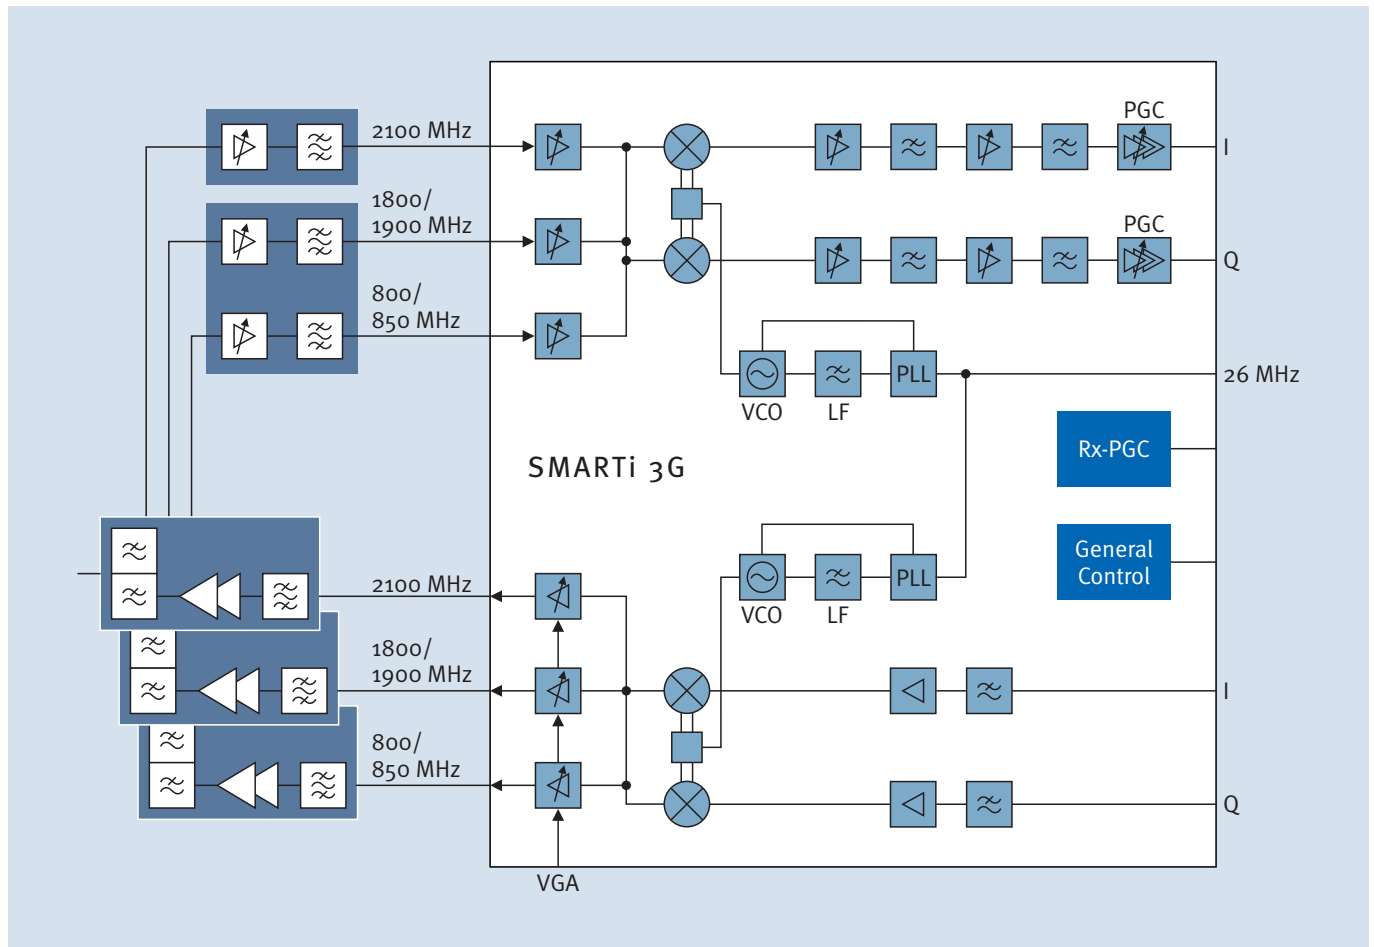 PGC
2100 MHz
I
1800/
1900 MHz
PGC
Q
800/
850 MHz
PLL
26 MHz
VCO
LF
Rx-PGC
SMARTi 3G
General
Control
2100 MHz
PLL
VCO
LF
1800/
1900 MHz
I
800/
850 MHz
Q
VGA